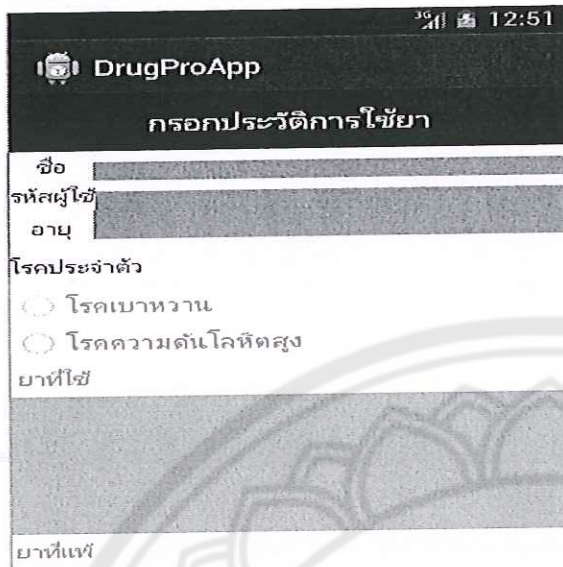 3G 12:51
DrugProApp
กรอกประวัติการใช้ยา
ชื่อ
รหัสผู้ใช้
อายุ
โรคประจำตัว
โรคเบาหวาน
โรคความดันโลหิตสูง
ยาที่ใช้
ยาที่แพ้